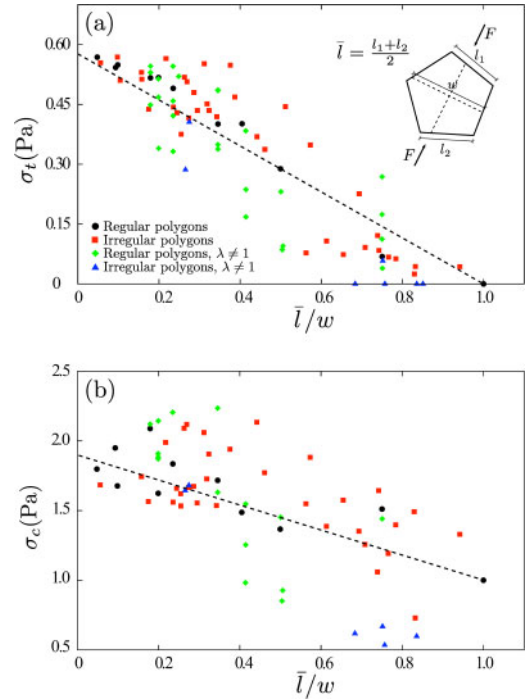 (a)
l̄ = (l₁+l₂)/2
F
l₁
w
F
l₂
σₜ(Pa)
0.60
0.45
0.30
0.15
0
Regular polygons
Irregular polygons
Regular polygons, λ ≠ 1
Irregular polygons, λ ≠ 1
0 0.2 0.4 0.6 0.8 1.0
l̄/w
(b)
σ_c(Pa)
2.5
2.0
1.5
1.0
0.5
0 0.2 0.4 0.6 0.8 1.0
l̄/w